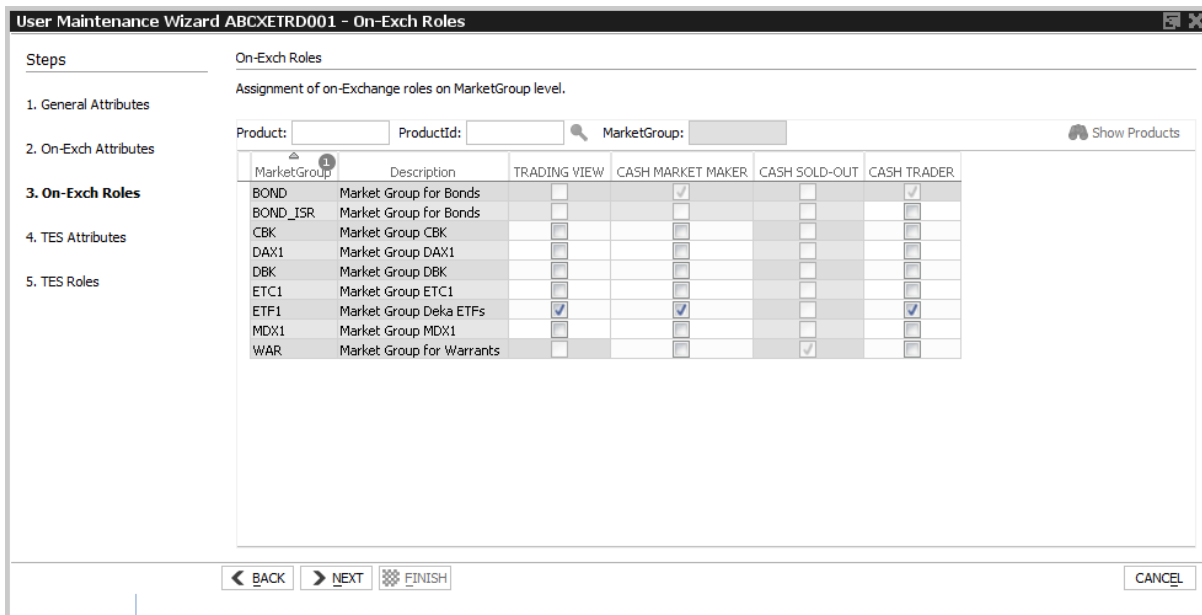 User Maintenance Wizard ABCXETRD001 - On-Exch Roles
Steps
1. General Attributes
2. On-Exch Attributes
3. On-Exch Roles
4. TES Attributes
5. TES Roles
On-Exch Roles
Assignment of on-Exchange roles on MarketGroup level.
Product: ProductId: MarketGroup: Show Products
MarketGroup 1 Description TRADING VIEW CASH MARKET MAKER CASH SOLD-OUT CASH TRADER
BOND Market Group for Bonds
BOND_ISR Market Group for Bonds
CBK Market Group CBK
DAX1 Market Group DAX1
DBK Market Group DBK
ETC1 Market Group ETC1
ETF1 Market Group Deka ETFs
MDX1 Market Group MDX1
WAR Market Group for Warrants
BACK NEXT FINISH CANCEL